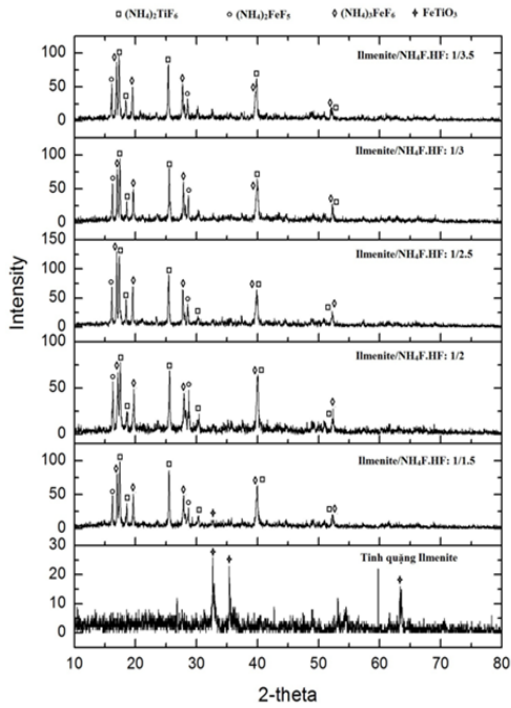 (NH₄)₂TiF₆ (NH₄)₂FeF₅ (NH₄)₃FeF₆ FeTiO₃
Ilmenite/NH₄F.HF: 1/3.5
100
50
0
Ilmenite/NH₄F.HF: 1/3
100
50
0
Ilmenite/NH₄F.HF: 1/2.5
150
100
50
0
Ilmenite/NH₄F.HF: 1/2
100
50
0
Ilmenite/NH₄F.HF: 1/1.5
100
50
0
Tinh quặng Ilmenite
30
20
10
0
10 20 30 40 50 60 70 80
2-theta
Intensity